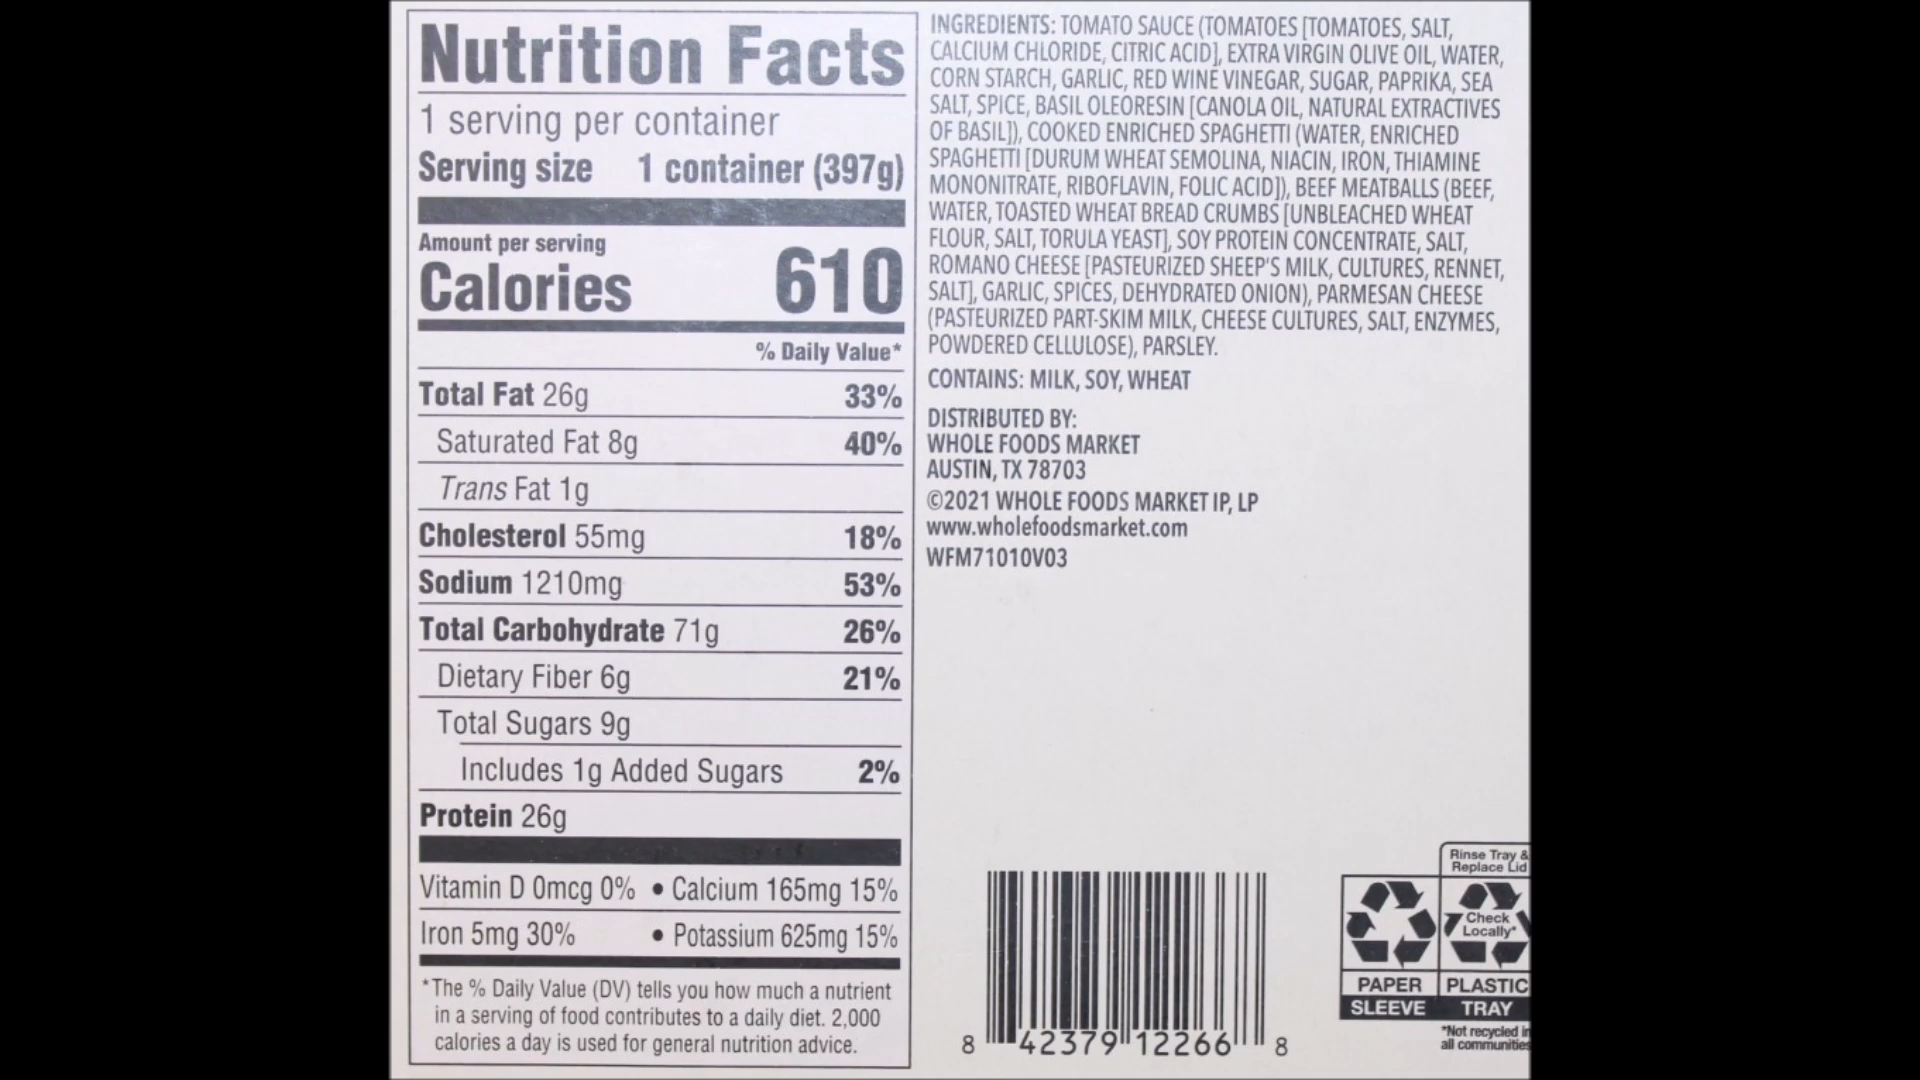 Nutrition Facts
1 serving per container
Serving size 1 container (397g)
Amount per serving
Calories 610
% Daily Value*
Total Fat 26g 33%
Saturated Fat 8g 40%
Trans Fat 1g
Cholesterol 55mg 18%
Sodium 1210mg 53%
Total Carbohydrate 71g 26%
Dietary Fiber 6g 21%
Total Sugars 9g
Includes 1g Added Sugars 2%
Protein 26g
Vitamin D 0mcg 0% • Calcium 165mg 15%
Iron 5mg 30% • Potassium 625mg 15%
*The % Daily Value (DV) tells you how much a nutrient
in a serving of food contributes to a daily diet. 2,000
calories a day is used for general nutrition advice.
INGREDIENTS: TOMATO SAUCE (TOMATOES [TOMATOES, SALT,
CALCIUM CHLORIDE, CITRIC ACID], EXTRA VIRGIN OLIVE OIL, WATER,
CORN STARCH, GARLIC, RED WINE VINEGAR, SUGAR, PAPRIKA, SEA
SALT, SPICE, BASIL OLEORESIN [CANOLA OIL, NATURAL EXTRACTIVES
OF BASIL]), COOKED ENRICHED SPAGHETTI (WATER, ENRICHED
SPAGHETTI [DURUM WHEAT SEMOLINA, NIACIN, IRON, THIAMINE
MONONITRATE, RIBOFLAVIN, FOLIC ACID]), BEEF MEATBALLS (BEEF,
WATER, TOASTED WHEAT BREAD CRUMBS [UNBLEACHED WHEAT
FLOUR, SALT, TORULA YEAST], SOY PROTEIN CONCENTRATE, SALT,
ROMANO CHEESE [PASTEURIZED SHEEP'S MILK, CULTURES, RENNET,
SALT], GARLIC, SPICES, DEHYDRATED ONION), PARMESAN CHEESE
(PASTEURIZED PART-SKIM MILK, CHEESE CULTURES, SALT, ENZYMES,
POWDERED CELLULOSE), PARSLEY.
CONTAINS: MILK, SOY, WHEAT
DISTRIBUTED BY:
WHOLE FOODS MARKET
AUSTIN, TX 78703
©2021 WHOLE FOODS MARKET IP, LP
www.wholefoodsmarket.com
WFM71010V03
8 42379 12266 8
Rinse Tray &
Replace Lid
Check
Locally*
PAPER PLASTIC
SLEEVE TRAY
*Not recycled in
all communities